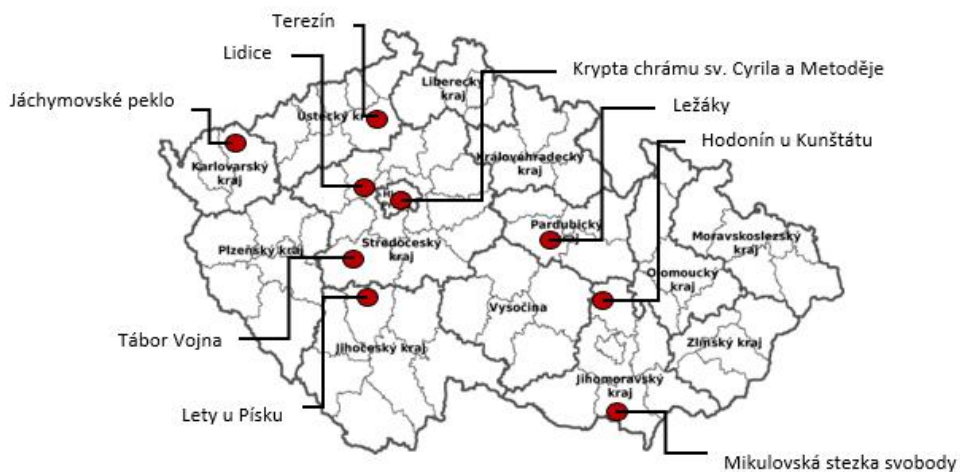 Terezín
Lidice
Krypta chrámu sv. Cyrila a Metoděje
Jáchymovské peklo
Ležáky
Hodonín u Kunštátu
Liberecký
kraj
Ústecký
Karlovarský
kraj
Královéhradecký
kraj
Pardubický
Moravskoslezský
kraj
Plzeňský kraj
Středočeský
kraj
Olomoucký
kraj
Vysočina
Zlínský kraj
Tábor Vojna
Jihočeský kraj
Jihomoravský
kraj
Lety u Písku
Mikulovská stezka svobody